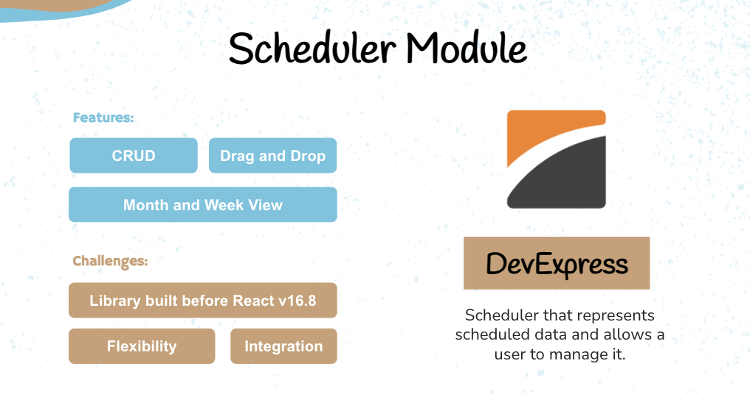 Scheduler Module
Features:
CRUD
Drag and Drop
Month and Week View
Challenges:
Library built before React v16.8
Flexibility
Integration
DevExpress
Scheduler that represents
scheduled data and allows a
user to manage it.